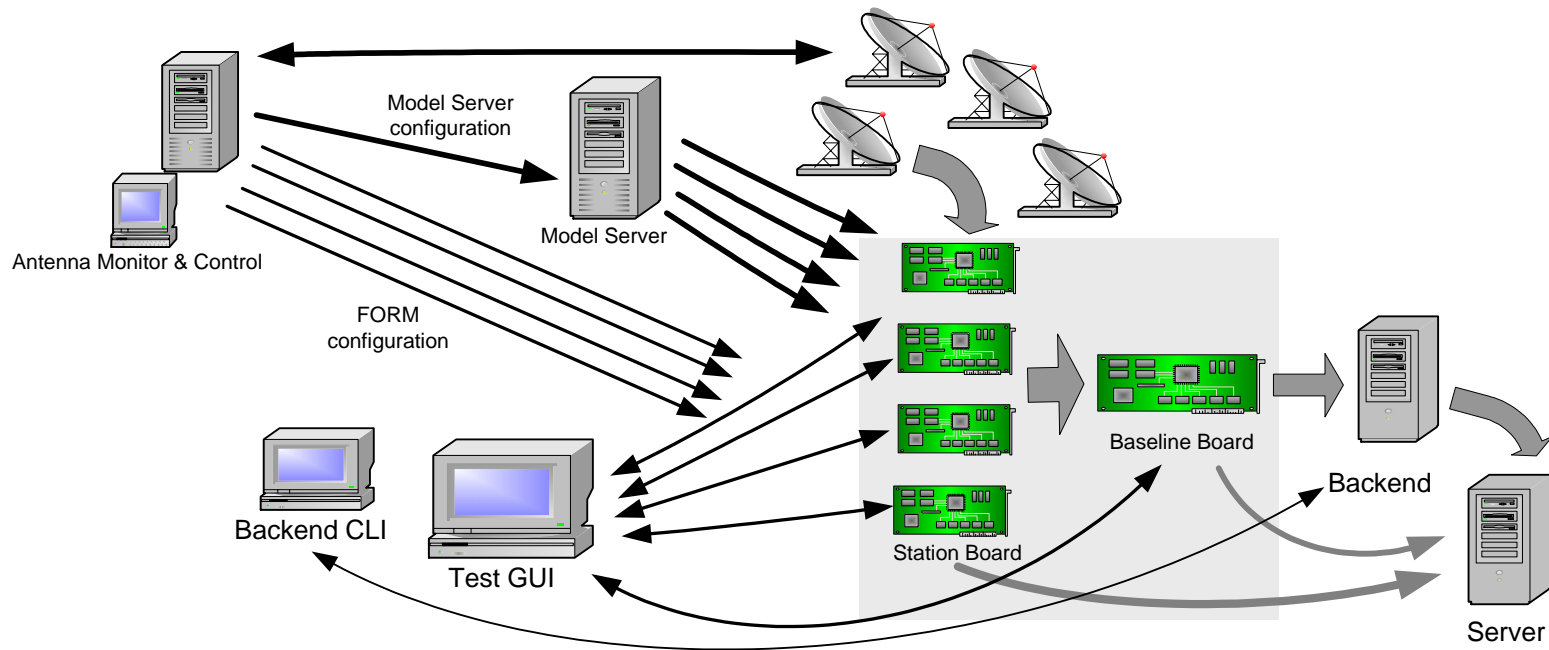 Model Server
configuration
Model Server
Antenna Monitor & Control
FORM
configuration
Baseline Board
Backend
Backend CLI
Station Board
Test GUI
Server